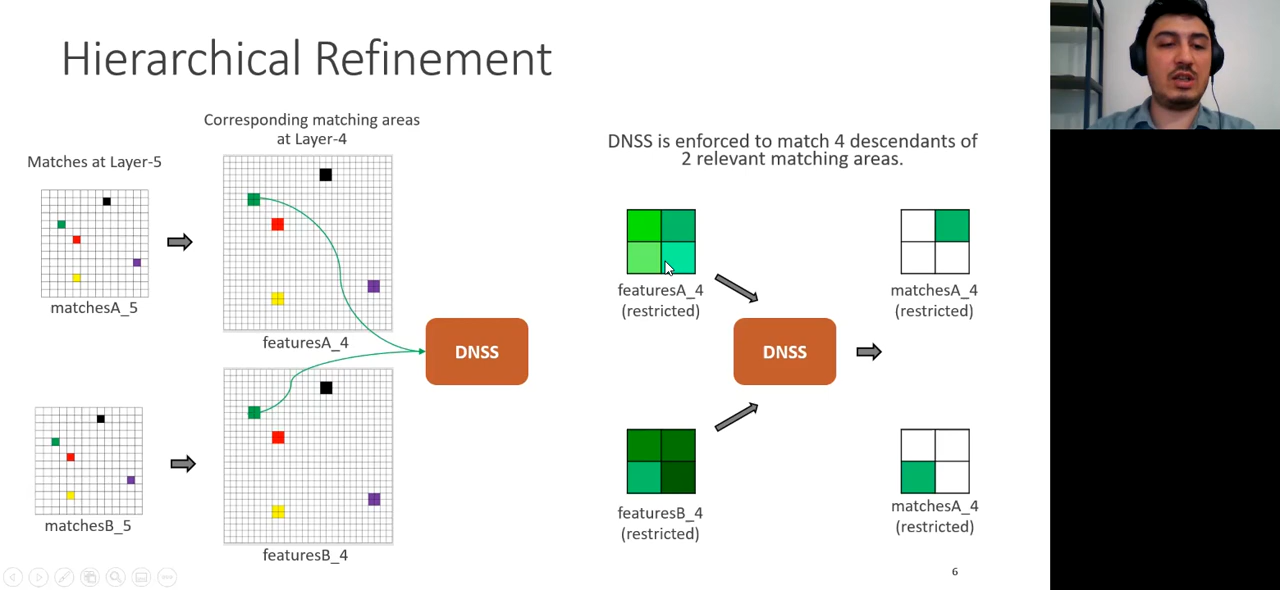 Hierarchical Refinement
Corresponding matching areas
at Layer-4
Matches at Layer-5
matchesA_5
featuresA_4
matchesB_5
featuresB_4
DNSS
DNSS is enforced to match 4 descendants of
2 relevant matching areas.
featuresA_4
(restricted)
matchesA_4
(restricted)
DNSS
featuresB_4
(restricted)
matchesA_4
(restricted)
6